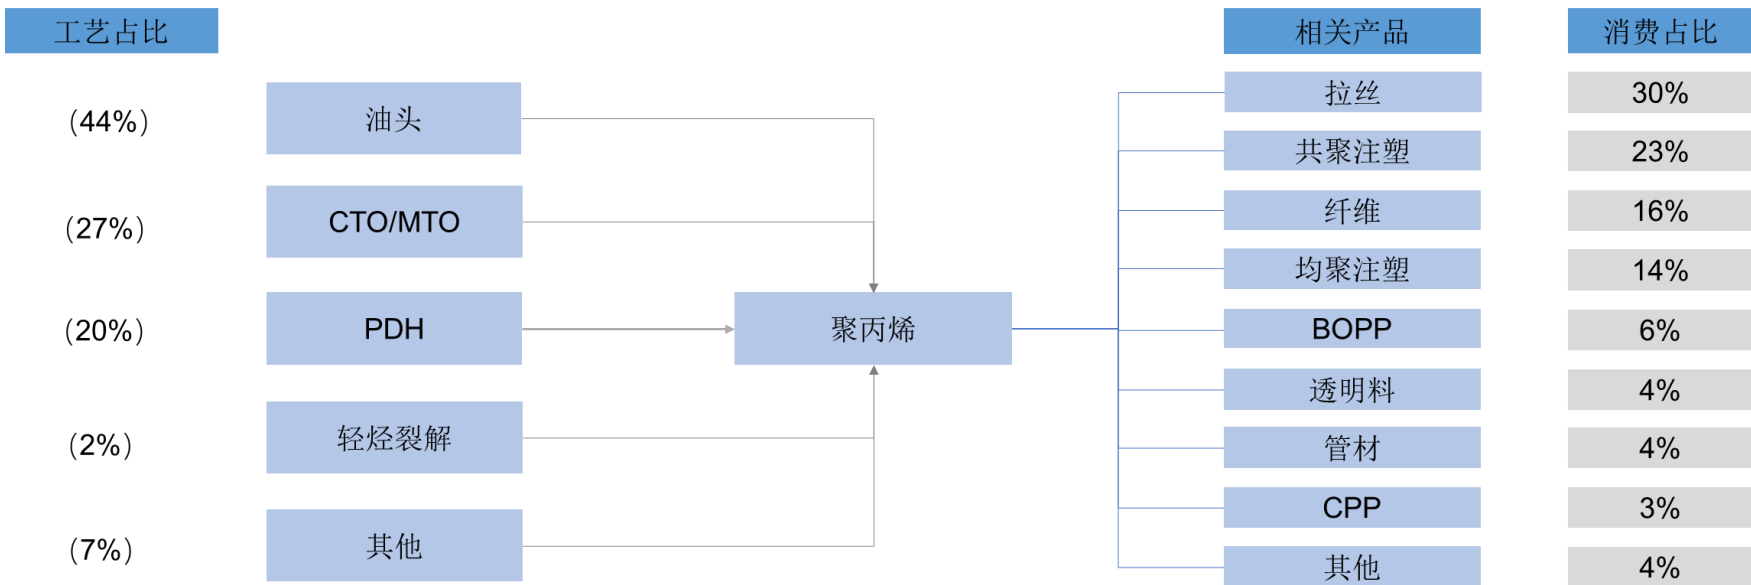 工艺占比
相关产品
消费占比
(44%)
油头
(27%)
CTO/MTO
(20%)
PDH
(2%)
轻烃裂解
(7%)
其他
聚丙烯
拉丝
30%
共聚注塑
23%
纤维
16%
均聚注塑
14%
BOPP
6%
透明料
4%
管材
4%
CPP
3%
其他
4%